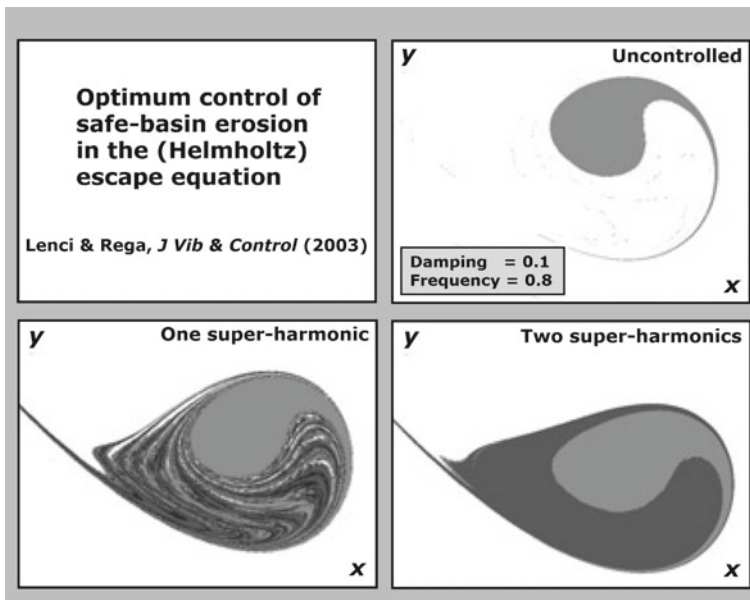 Optimum control of
safe-basin erosion
in the (Helmholtz)
escape equation
Lenci & Rega, J Vib & Control (2003)
y
Uncontrolled
Damping = 0.1
Frequency = 0.8
x
y
One super-harmonic
x
y
Two super-harmonics
x